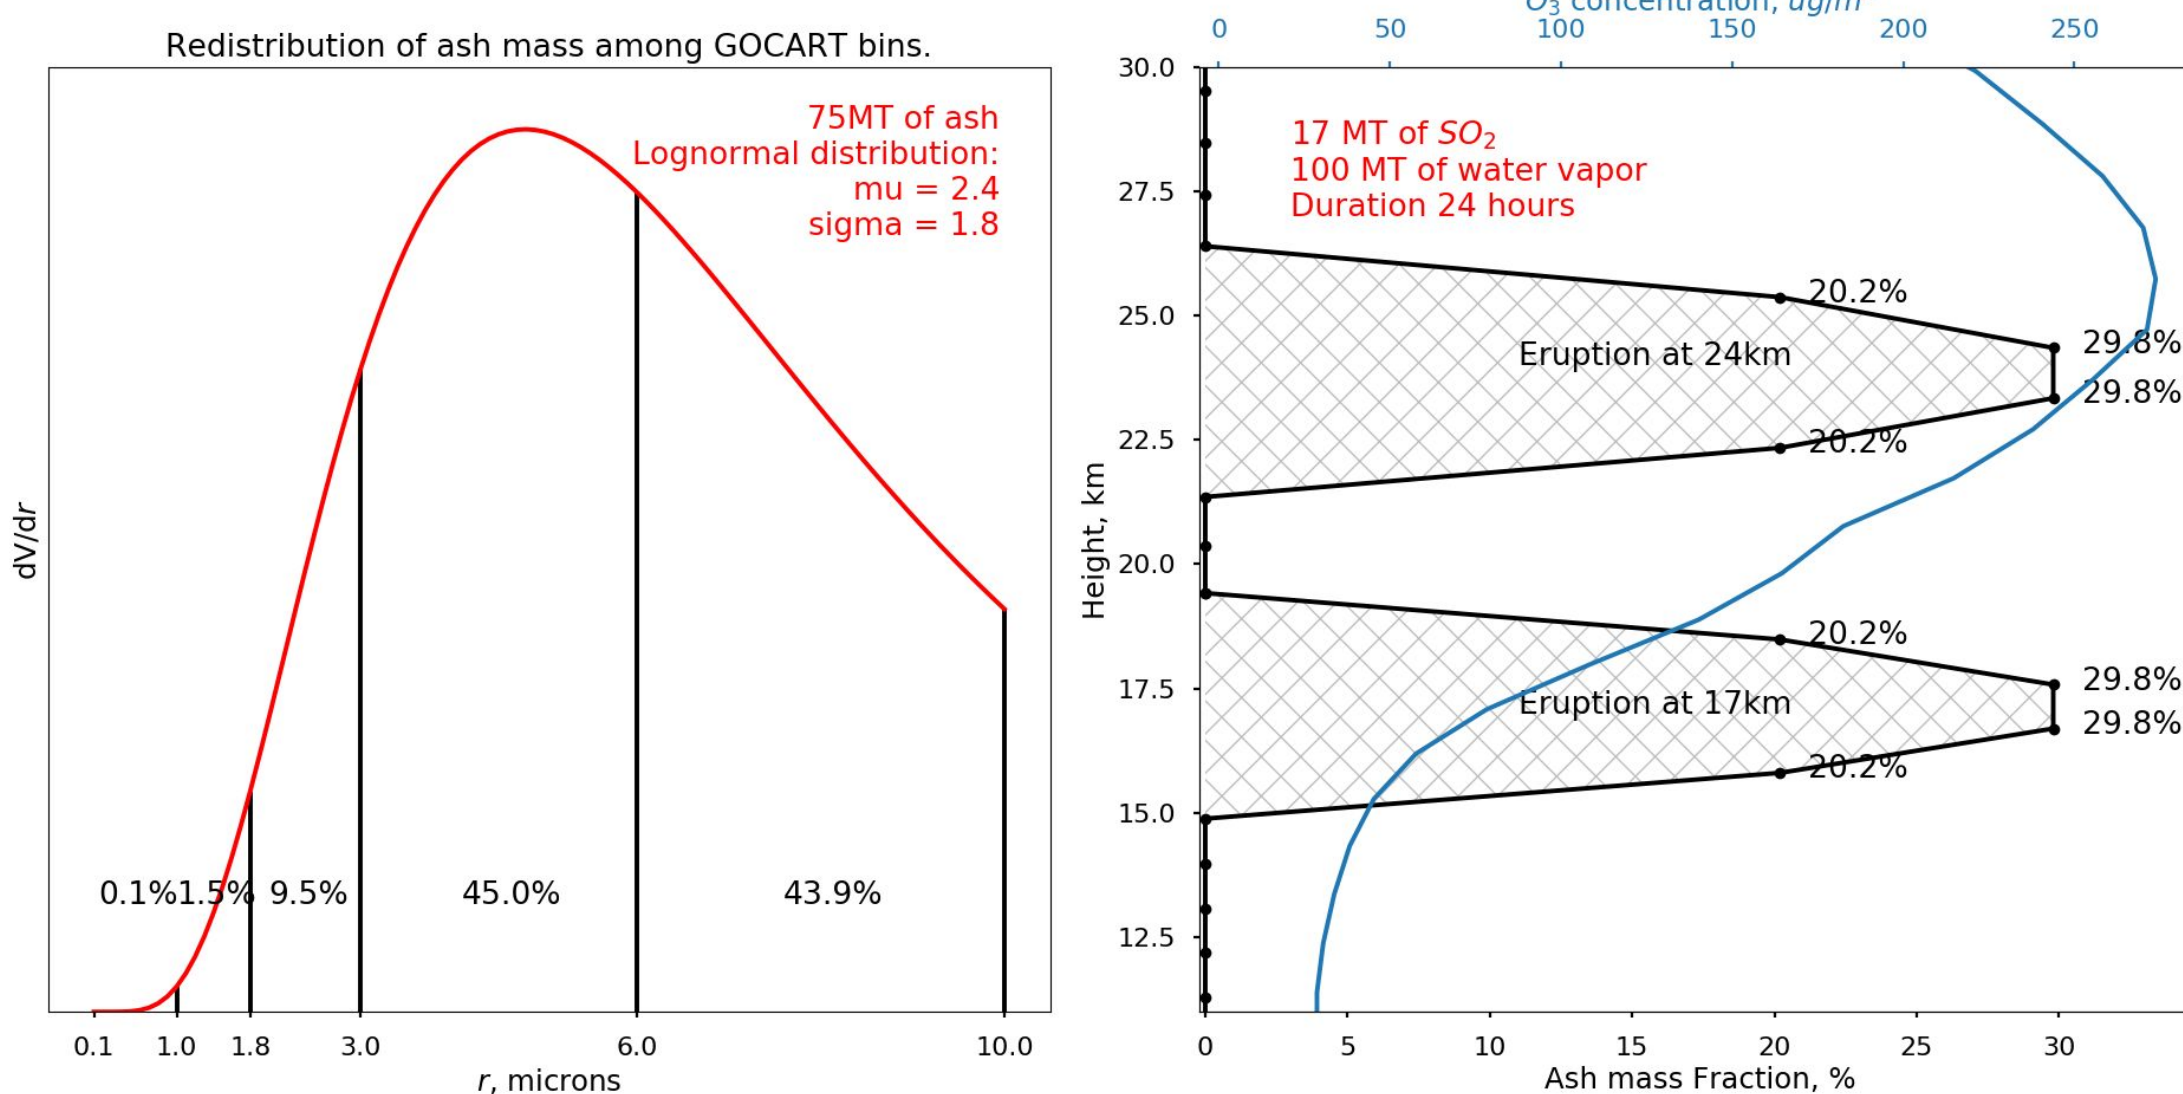 Redistribution of ash mass among GOCART bins.
75MT of ash
Lognormal distribution:
mu = 2.4
sigma = 1.8
dV/dr
0.1% 1.5% 9.5% 45.0% 43.9%
0.1 1.0 1.8 3.0 6.0 10.0
r, microns
O₃ concentration, ug/m
0 50 100 150 200 250
17 MT of SO₂
100 MT of water vapor
Duration 24 hours
30.0
27.5
25.0
22.5
20.0
17.5
15.0
12.5
Height, km
20.2%
29.8%
Eruption at 24km
29.8%
20.2%
20.2%
29.8%
Eruption at 17km
29.8%
20.2%
0 5 10 15 20 25 30
Ash mass Fraction, %